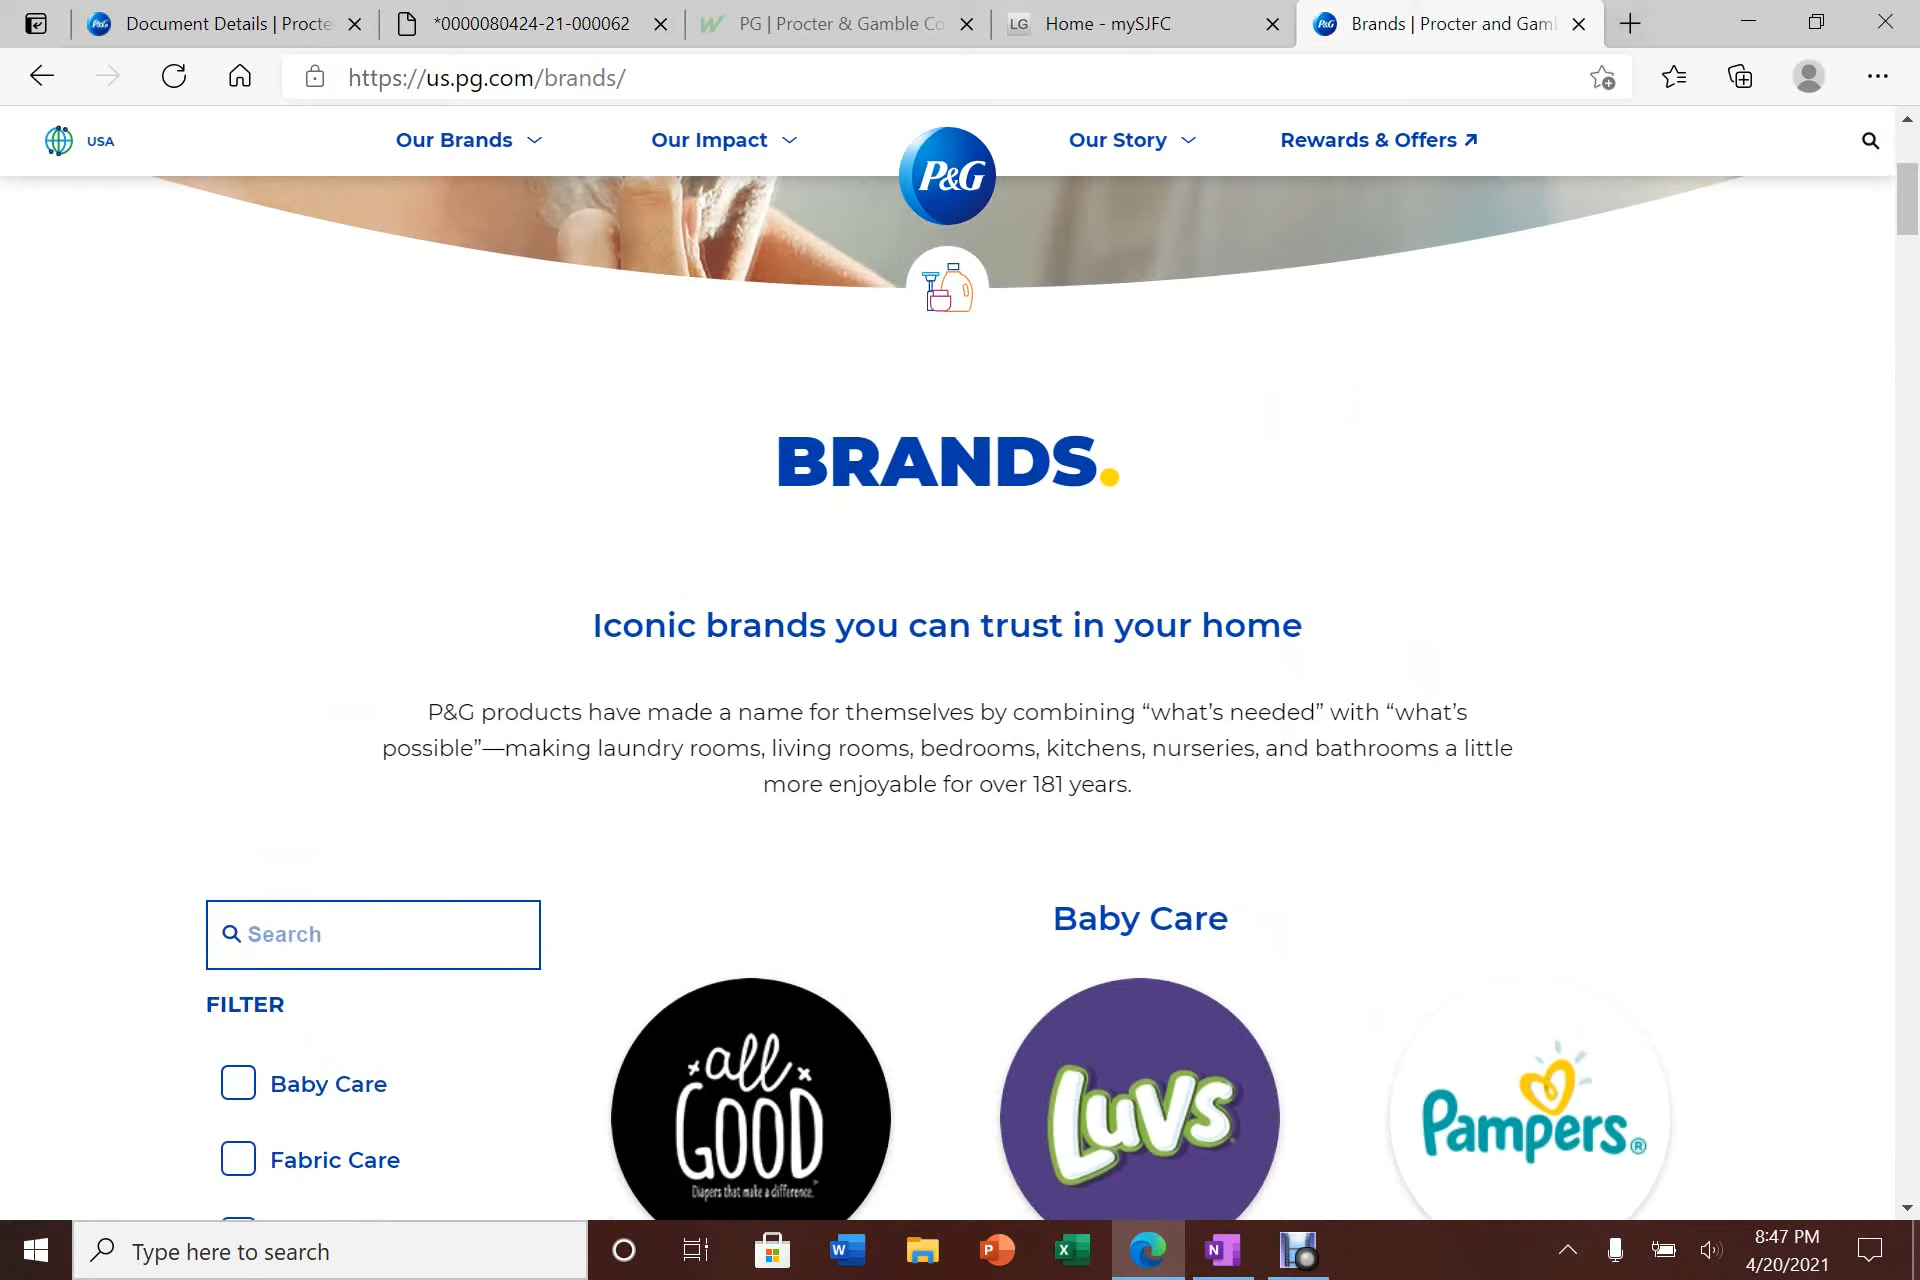 Document Details | Procte
*0000080424-21-000062
PG | Procter & Gamble Co
LG
Home - mySJFC
P&G
Brands | Procter and Gaml
https://us.pg.com/brands/
USA
Our Brands
Our Impact
P&G
Our Story
Rewards & Offers
BRANDS.
Iconic brands you can trust in your home
P&G products have made a name for themselves by combining “what’s needed” with “what’s
possible”—making laundry rooms, living rooms, bedrooms, kitchens, nurseries, and bathrooms a little
more enjoyable for over 181 years.
Search
FILTER
Baby Care
Fabric Care
Baby Care
all
GOOD
Diapers that make a difference.
Luvs
Pampers®
Type here to search
W
P
X
N
8:47 PM
4/20/2021